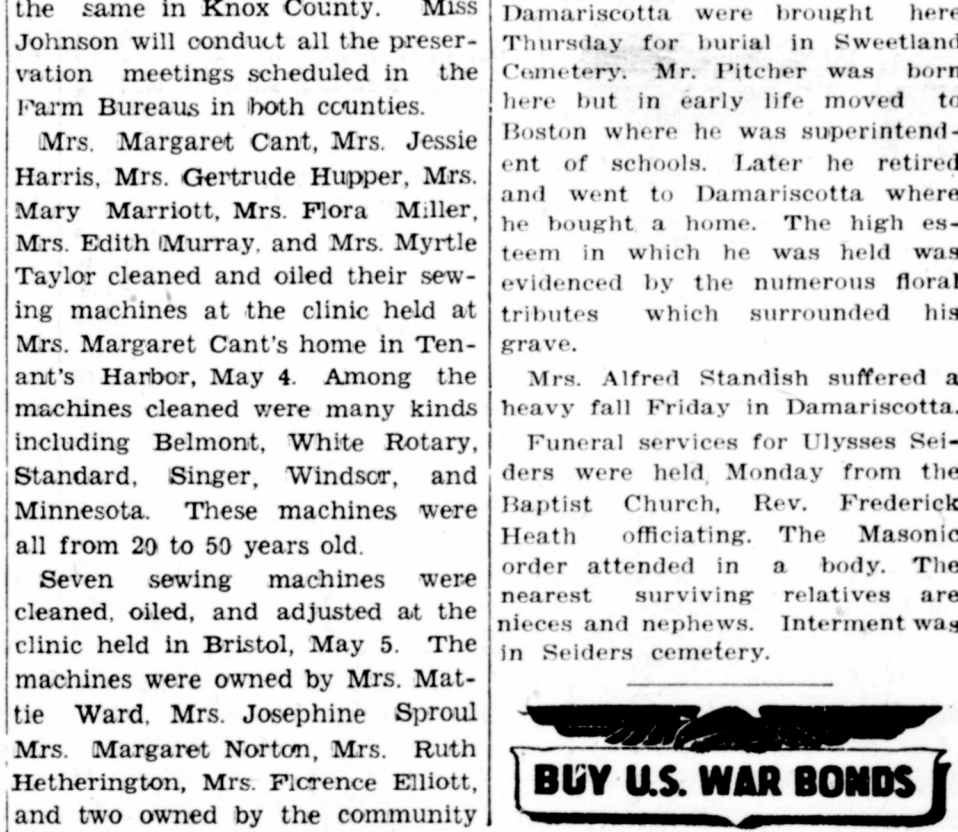 the same in Knox County. Miss
Johnson will conduct all the preser-
vation meetings scheduled in the
Farm Bureaus in both counties.
Mrs. Margaret Cant, Mrs. Jessie
Harris, Mrs. Gertrude Hupper, Mrs.
Mary Marriott, Mrs. Flora Miller,
Mrs. Edith Murray, and Mrs. Myrtle
Taylor cleaned and oiled their sew-
ing machines at the clinic held at
Mrs. Margaret Cant's home in Ten-
ant's Harbor, May 4. Among the
machines cleaned were many kinds
including Belmont, White Rotary,
Standard, Singer, Windsor, and
Minnesota. These machines were
all from 20 to 50 years old.
Seven sewing machines were
cleaned, oiled, and adjusted at the
clinic held in Bristol, May 5. The
machines were owned by Mrs. Mat-
tie Ward, Mrs. Josephine Sproul
Mrs. Margaret Norton, Mrs. Ruth
Hetherington, Mrs. Florence Elliott,
and two owned by the community
Damariscotta were brought here
Thursday for burial in Sweetland
Cemetery. Mr. Pitcher was born
here but in early life moved to
Boston where he was superintend-
ent of schools. Later he retired
and went to Damariscotta where
he bought a home. The high es-
teem in which he was held was
evidenced by the numerous floral
tributes which surrounded his
grave.
Mrs. Alfred Standish suffered a
heavy fall Friday in Damariscotta.
Funeral services for Ulysses Sei-
ders were held Monday from the
Baptist Church, Rev. Frederick
Heath officiating. The Masonic
order attended in a body. The
nearest surviving relatives are
nieces and nephews. Interment was
in Seiders cemetery.
BUY U.S. WAR BONDS